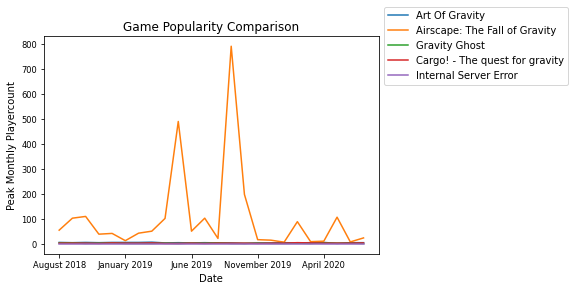 Game Popularity Comparison
Art Of Gravity
Airscape: The Fall of Gravity
Gravity Ghost
Cargo! - The quest for gravity
Internal Server Error
Peak Monthly Playercount
800
700
600
500
400
300
200
100
0
August 2018 January 2019 June 2019 November 2019 April 2020
Date